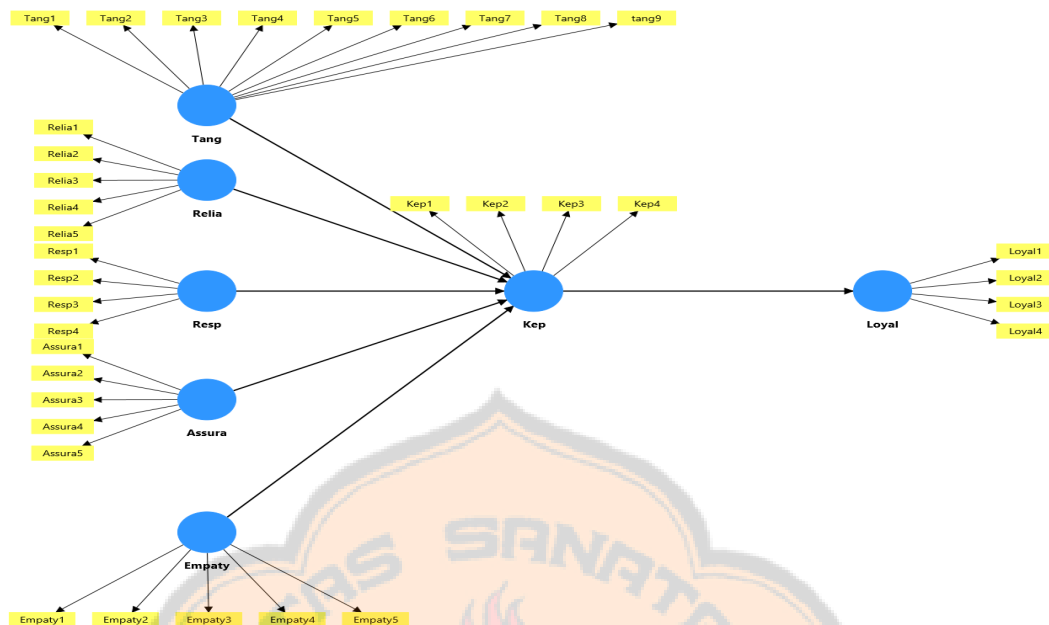 Tang1 Tang2 Tang3 Tang4 Tang5 Tang6 Tang7 Tang8 tang9
Tang
Relia1
Relia2
Relia3
Relia4
Relia5
Relia
Kep1 Kep2 Kep3 Kep4
Resp1
Resp2
Resp3
Resp4
Resp
Kep
Loyal1
Loyal2
Loyal3
Loyal4
Loyal
Assura1
Assura2
Assura3
Assura4
Assura5
Assura
Empaty
Empaty1 Empaty2 Empaty3 Empaty4 Empaty5